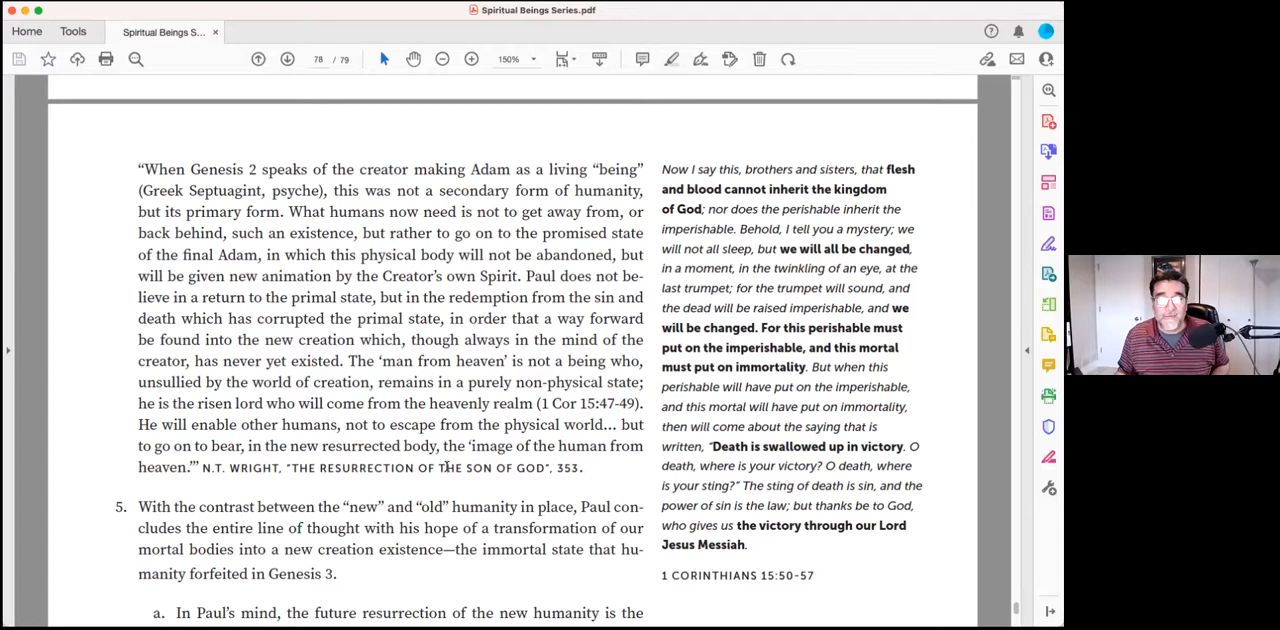 Spiritual Beings Series.pdf
Home
Tools
Spiritual Beings S...
×
78 / 79
150%
“When Genesis 2 speaks of the creator making Adam as a living “being”
(Greek Septuagint, psyche), this was not a secondary form of humanity,
but its primary form. What humans now need is not to get away from, or
back behind, such an existence, but rather to go on to the promised state
of the final Adam, in which this physical body will not be abandoned, but
will be given new animation by the Creator’s own Spirit. Paul does not be-
lieve in a return to the primal state, but in the redemption from the sin and
death which has corrupted the primal state, in order that a way forward
be found into the new creation which, though always in the mind of the
creator, has never yet existed. The ‘man from heaven’ is not a being who,
unsullied by the world of creation, remains in a purely non-physical state;
he is the risen lord who will come from the heavenly realm (1 Cor 15:47-49).
He will enable other humans, not to escape from the physical world... but
to go on to bear, in the new resurrected body, the ‘image of the human from
heaven.’” N.T. WRIGHT, “THE RESURRECTION OF THE SON OF GOD”, 353.
5. With the contrast between the “new” and “old” humanity in place, Paul con-
cludes the entire line of thought with his hope of a transformation of our
mortal bodies into a new creation existence—the immortal state that hu-
manity forfeited in Genesis 3.
a. In Paul’s mind, the future resurrection of the new humanity is the
Now I say this, brothers and sisters, that flesh
and blood cannot inherit the kingdom
of God; nor does the perishable inherit the
imperishable. Behold, I tell you a mystery; we
will not all sleep, but we will all be changed,
in a moment, in the twinkling of an eye, at the
last trumpet; for the trumpet will sound, and
the dead will be raised imperishable, and we
will be changed. For this perishable must
put on the imperishable, and this mortal
must put on immortality. But when this
perishable will have put on the imperishable,
and this mortal will have put on immortality,
then will come about the saying that is
written, “Death is swallowed up in victory. O
death, where is your victory? O death, where
is your sting?” The sting of death is sin, and the
power of sin is the law; but thanks be to God,
who gives us the victory through our Lord
Jesus Messiah.
1 CORINTHIANS 15:50-57